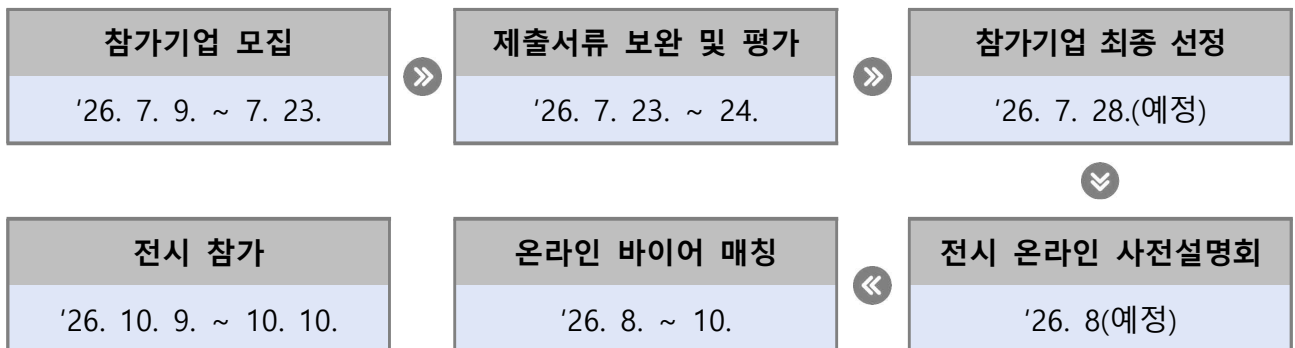 참가기업 모집
'26. 7. 9. ~ 7. 23.
제출서류 보완 및 평가
'26. 7. 23. ~ 24.
참가기업 최종 선정
'26. 7. 28.(예정)
전시 온라인 사전설명회
'26. 8(예정)
온라인 바이어 매칭
'26. 8. ~ 10.
전시 참가
'26. 10. 9. ~ 10. 10.